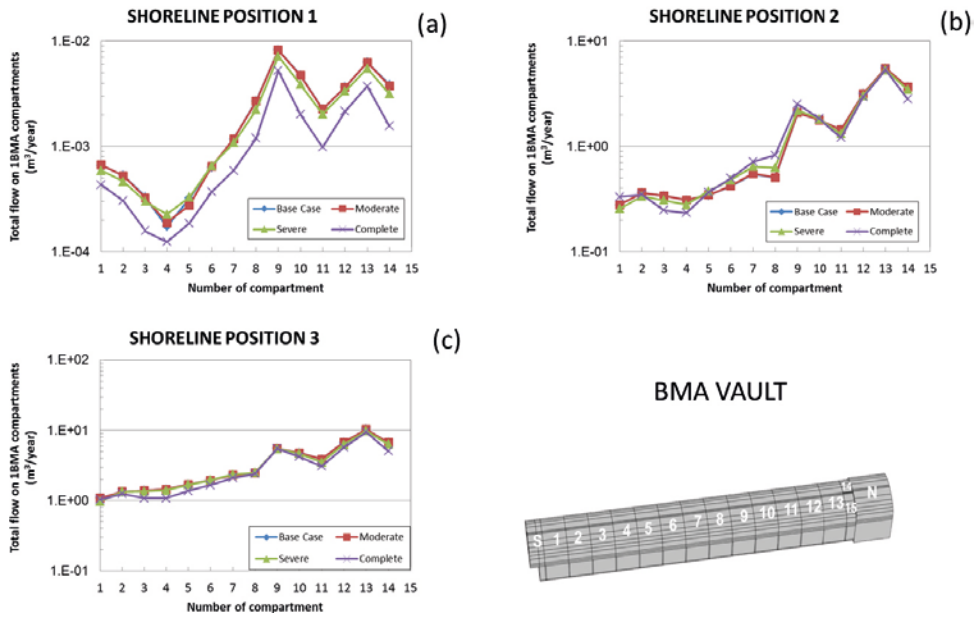 SHORELINE POSITION 1
(a)
Total flow on 1BMA compartments
(m³/year)
1.E-02
1.E-03
1.E-04
Base Case
Moderate
Severe
Complete
1 2 3 4 5 6 7 8 9 10 11 12 13 14 15
Number of compartment
SHORELINE POSITION 2
(b)
Total flow on 1BMA compartments
(m³/year)
1.E+01
1.E+00
1.E-01
Base Case
Moderate
Severe
Complete
1 2 3 4 5 6 7 8 9 10 11 12 13 14 15
Number of compartment
SHORELINE POSITION 3
(c)
Total flow on 1BMA compartments
(m³/year)
1.E+02
1.E+01
1.E+00
1.E-01
Base Case
Moderate
Severe
Complete
1 2 3 4 5 6 7 8 9 10 11 12 13 14 15
Number of compartment
BMA VAULT
S 1 2 3 4 5 6 7 8 9 10 11 12 13 14 15 N